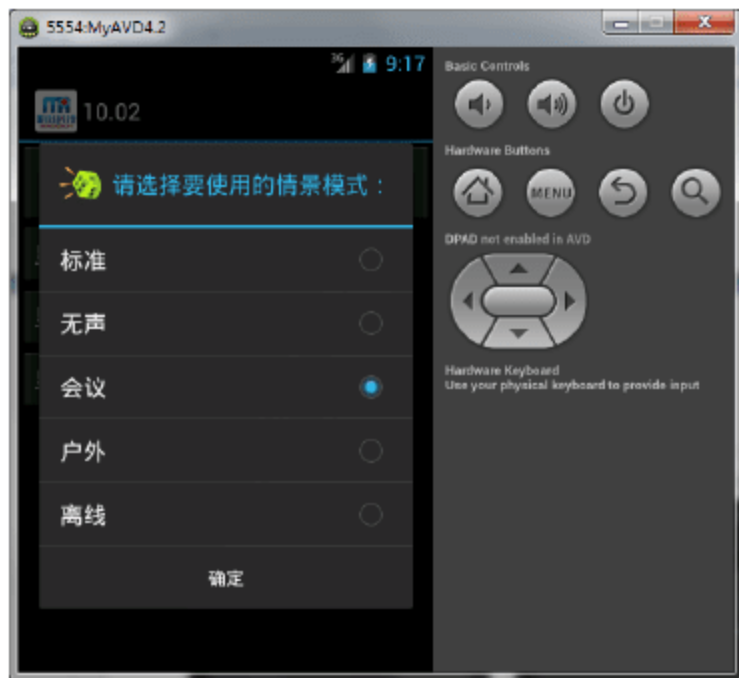 5554:MyAVD4.2
3G 9:17
10.02
请选择要使用的情景模式：
标准
无声
会议
户外
离线
确定
Basic Controls
Hardware Buttons
MENU
DPAD not enabled in AVD
Hardware Keyboard
Use your physical keyboard to provide input